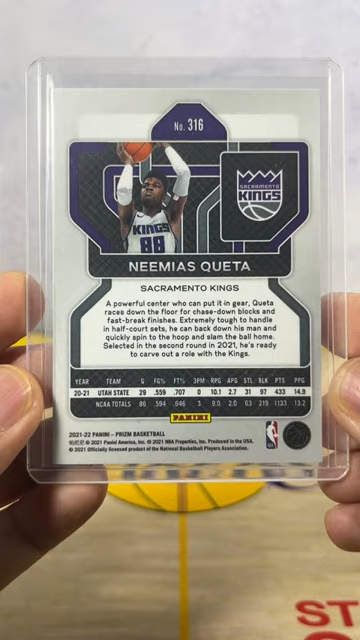 No. 316
SACRAMENTO
KINGS
KINGS
88
NEEMIAS QUETA
SACRAMENTO KINGS
A powerful center who can put it in gear, Queta
races down the floor for chase-down blocks and
fast-break finishes. Extremely tough to handle
in half-court sets, he can back down his man and
quickly spin to the hoop and slam the ball home.
Selected in the second round in 2021, he's ready
to carve out a role with the Kings.
YEAR TEAM G FG% FT% 3PM RPG APG STL BLK PTS PPG
20-21 UTAH STATE 29 .559 .707 0 10.1 2.7 31 97 433 14.9
NCAA TOTALS 86 .594 .646 3 9.0 2.0 63 219 1133 13.2
PANINI
2021-22 PANINI – PRIZM BASKETBALL
© 2021 Panini America, Inc. © 2021 NBA Properties, Inc. Produced in the USA.
© 2021 Officially licensed product of the National Basketball Players Association.
NBA
ST